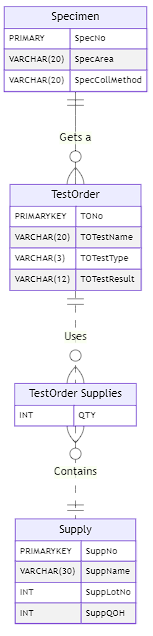 Specimen
PRIMARY SpecNo
VARCHAR(20) SpecArea
VARCHAR(20) SpecCollMethod
Gets a
TestOrder
PRIMARYKEY TONo
VARCHAR(20) TOTestName
VARCHAR(3) TOTestType
VARCHAR(12) TOTestResult
Uses
TestOrder Supplies
INT QTY
Contains
Supply
PRIMARYKEY SuppNo
VARCHAR(30) SuppName
INT SuppLotNo
INT SuppQOH